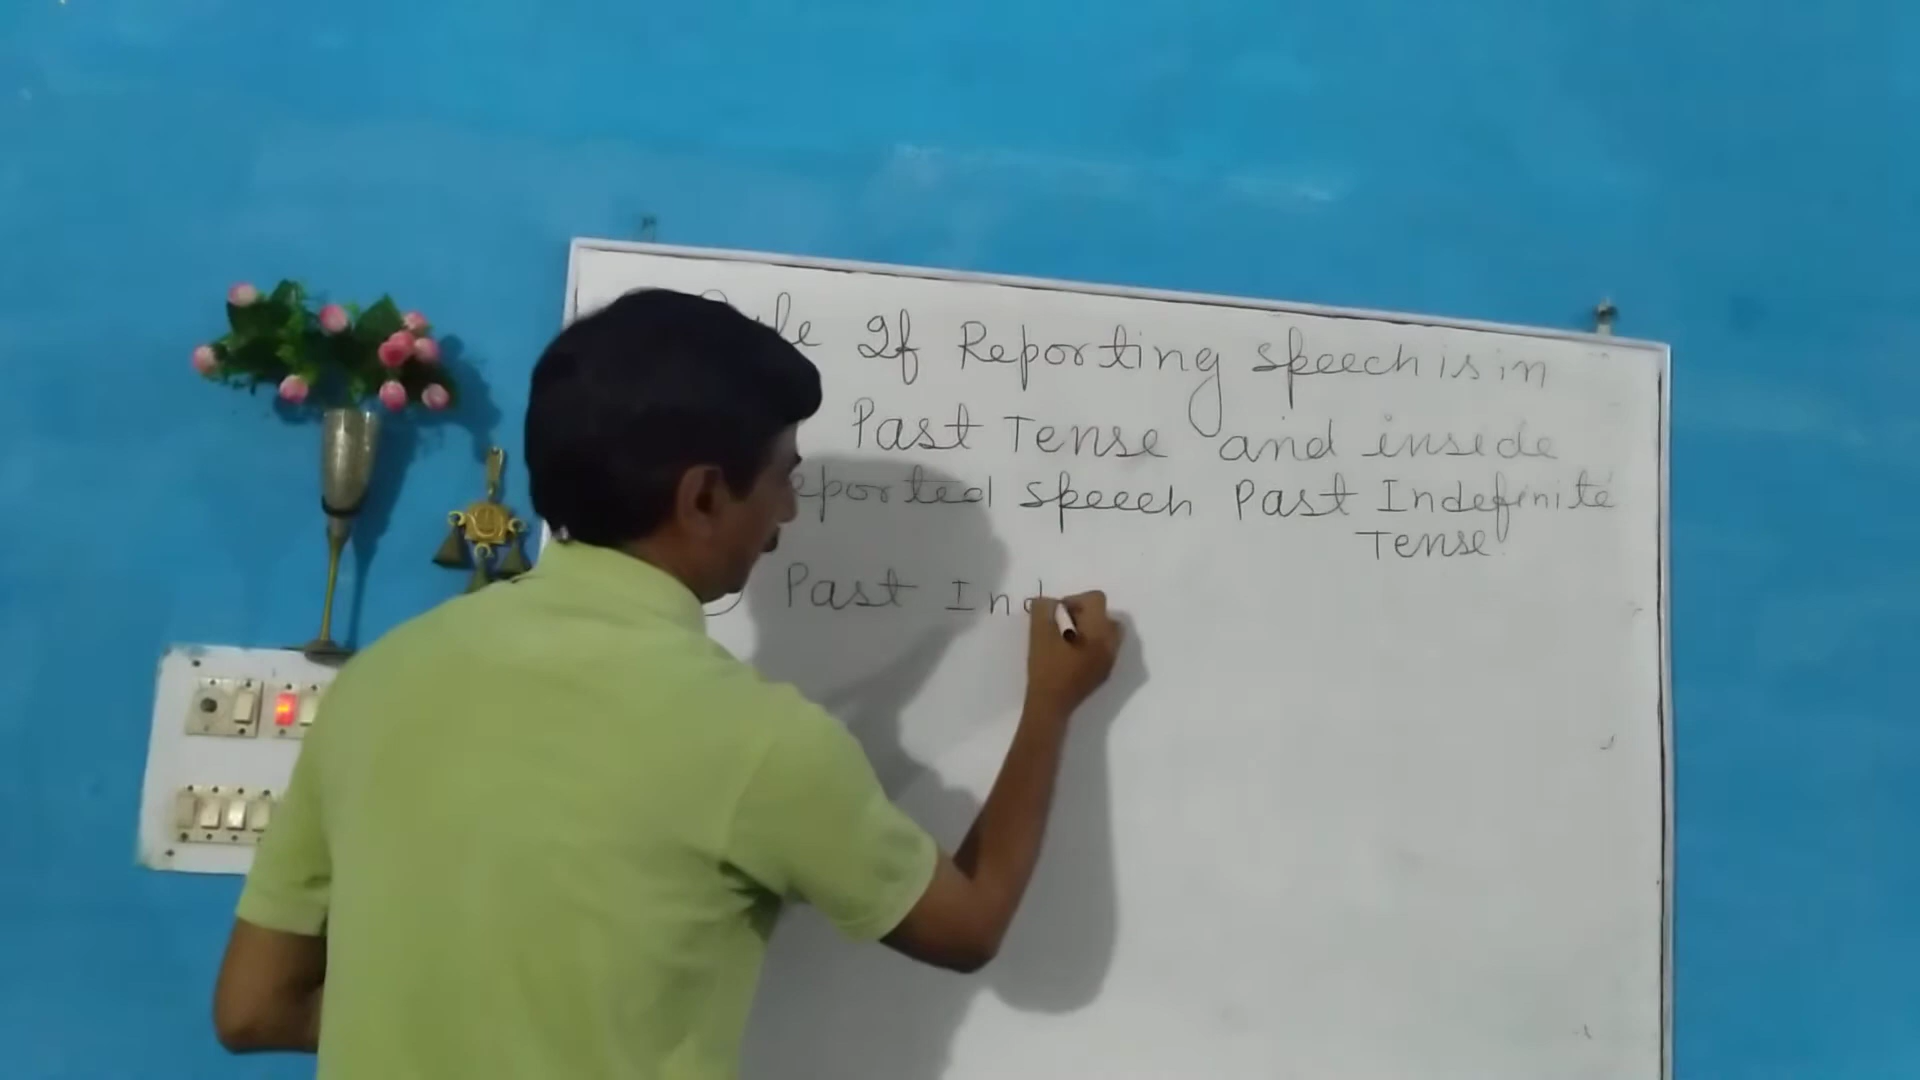 If Reporting speech is in
Past Tense and inside
reported speech Past Indefinite
Tense.
Past Ind